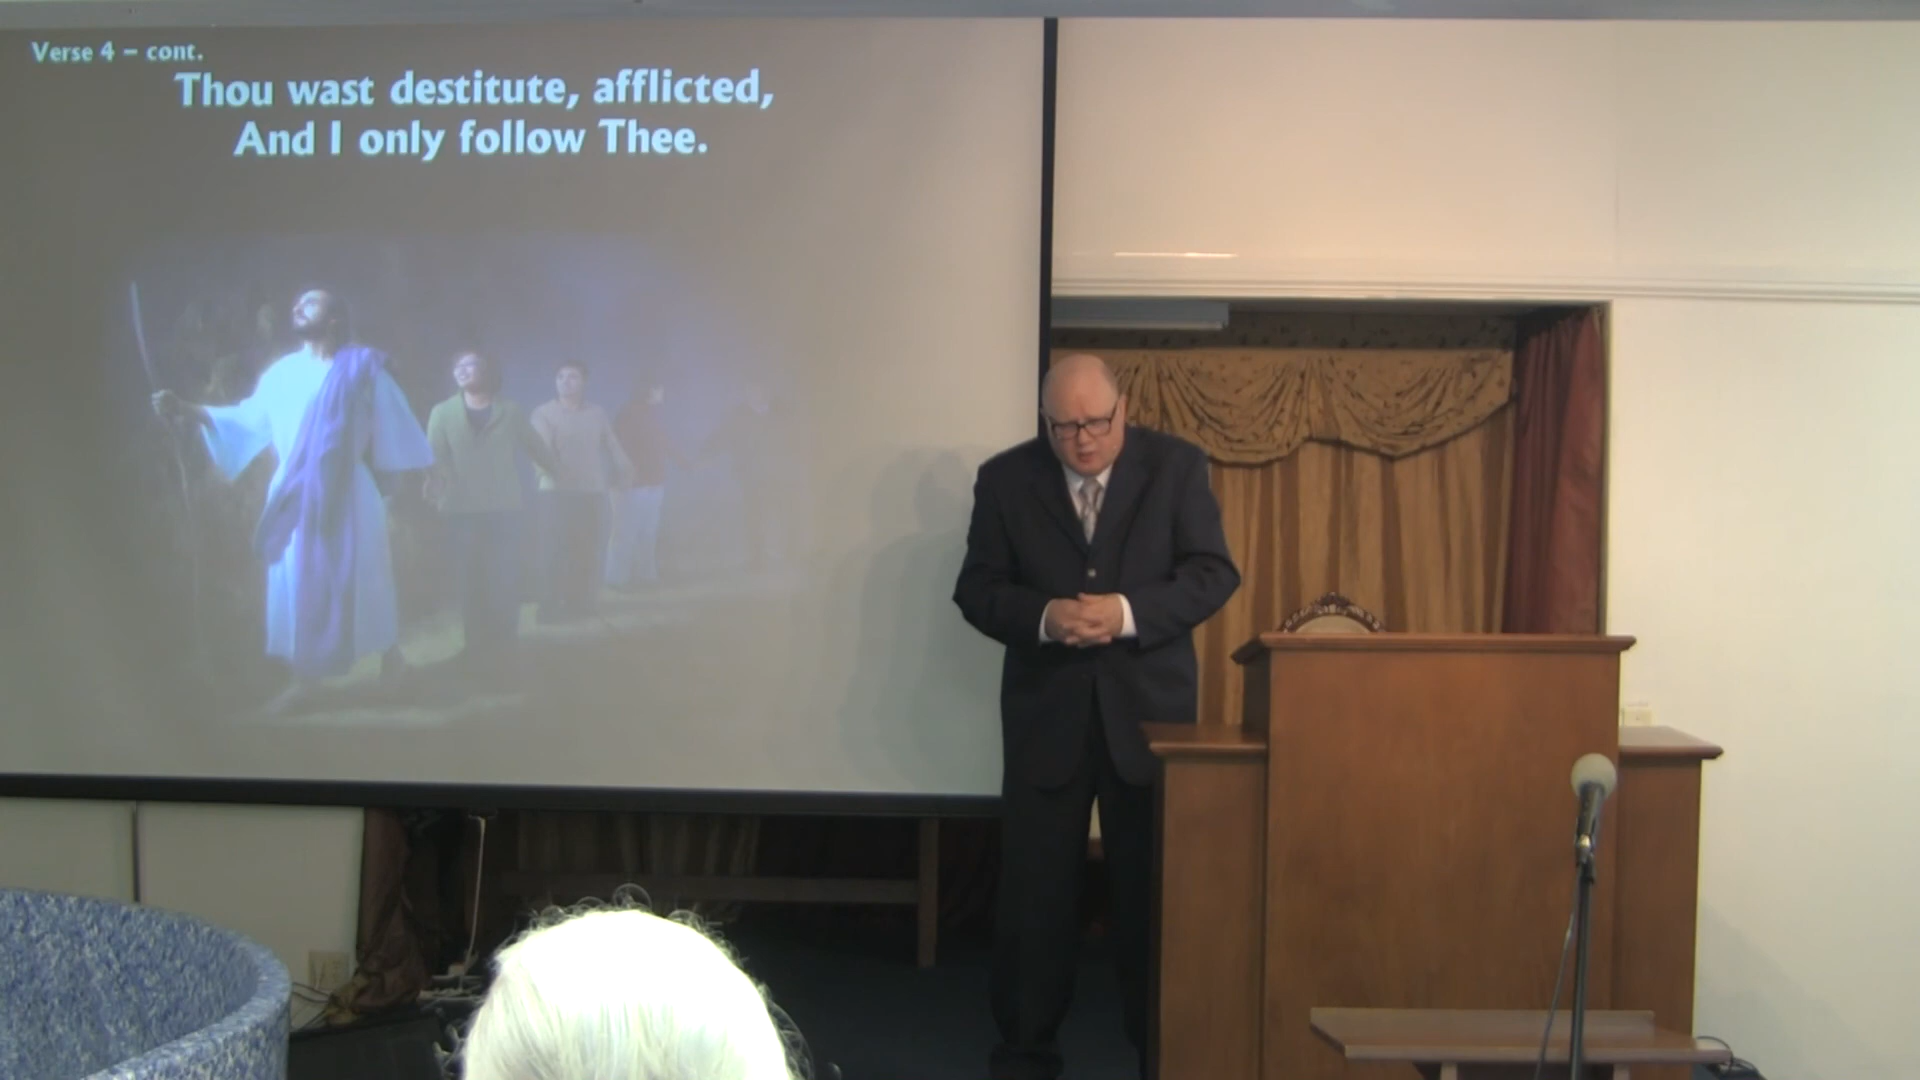 Verse 4 – cont.
Thou wast destitute, afflicted,
And I only follow Thee.